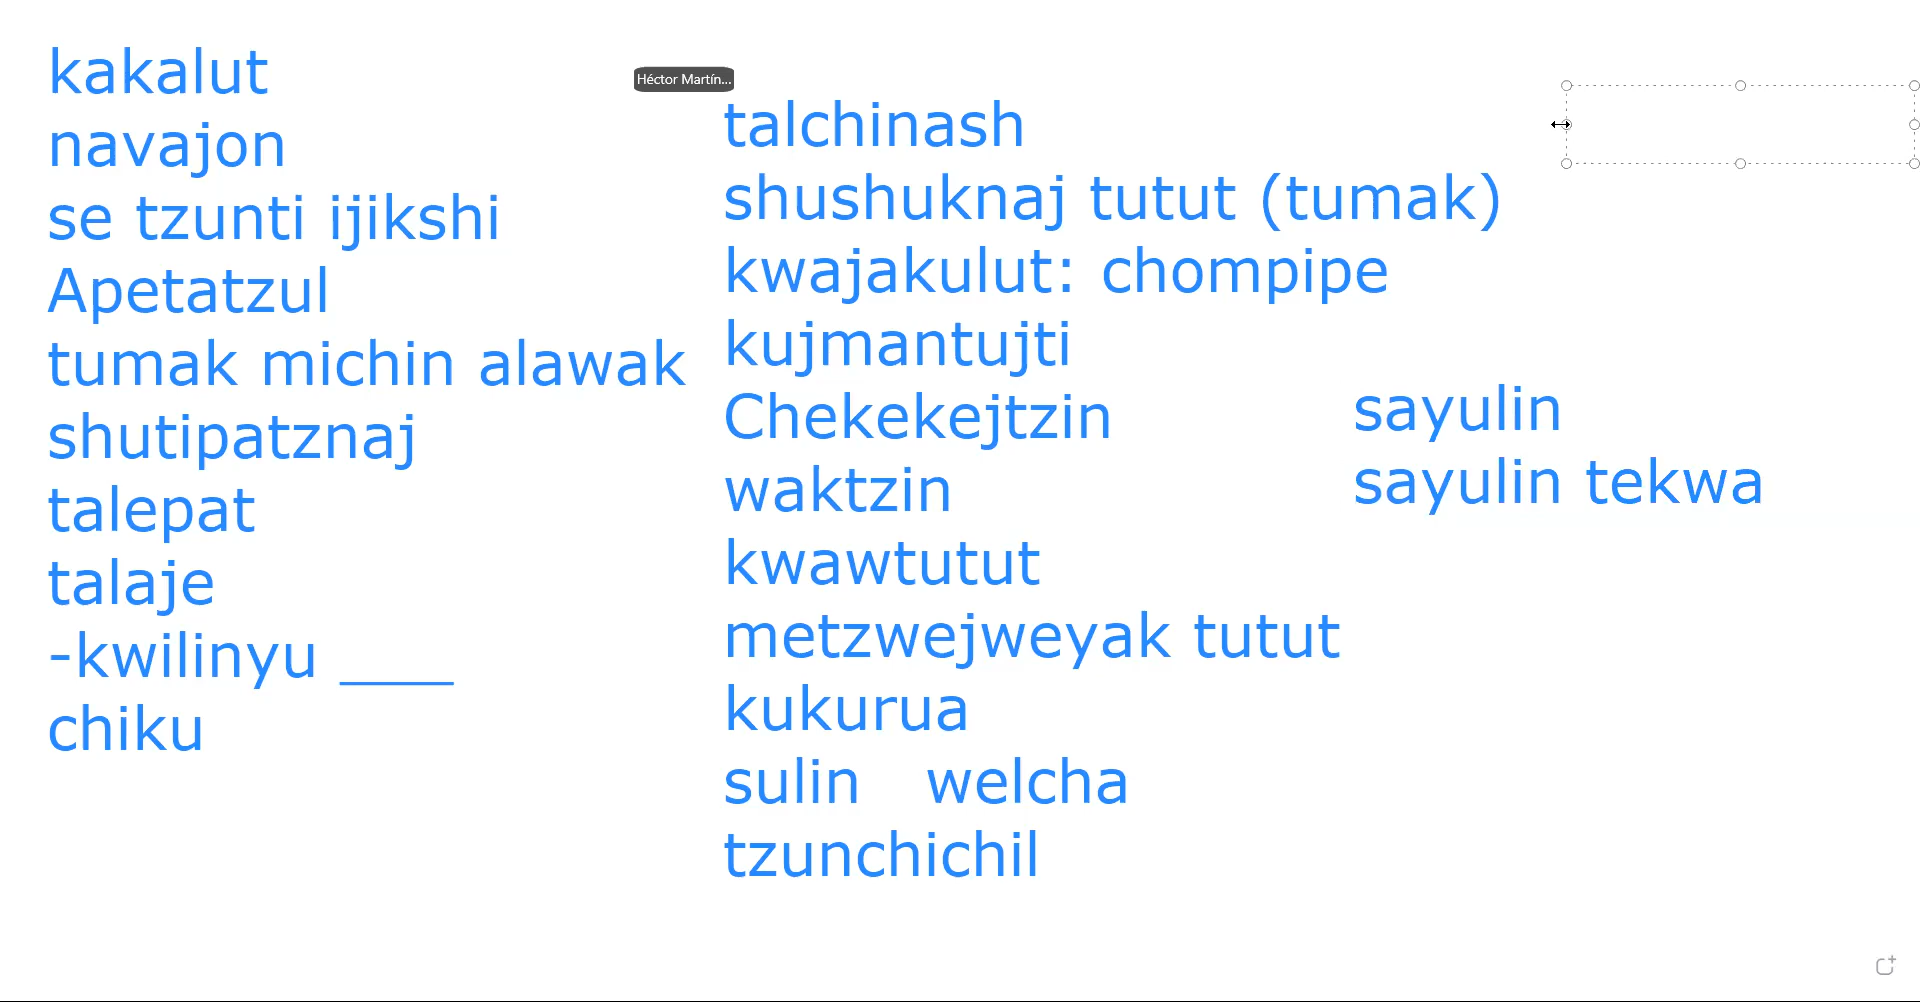 kakalut
navajon
se tzunti ijikshi
Apetatzul
tumak michin alawak
shutipatznaj
talepat
talaje
-kwilinyu ___
chiku
Héctor Martín...
talchinash
shushuknaj tutut (tumak)
kwajakulut: chompipe
kujmantujti
Chekekejtzin
waktzin
kwawtutut
metzwejweyak tutut
kukurua
sulin welcha
tzunchichil
sayulin
sayulin tekwa